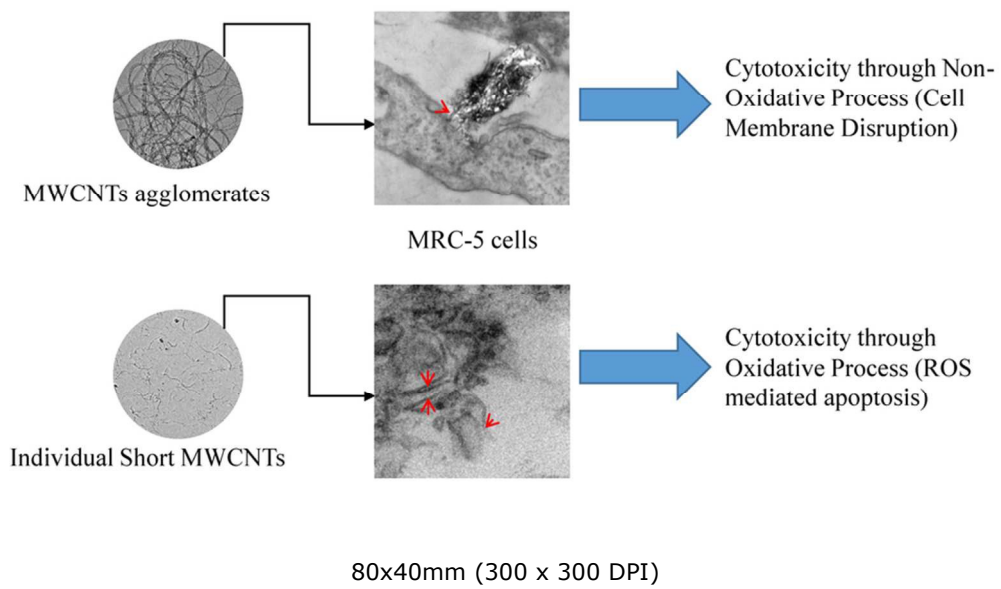 MWCNTs agglomerates
Cytotoxicity through Non-
Oxidative Process (Cell
Membrane Disruption)
MRC-5 cells
Individual Short MWCNTs
Cytotoxicity through
Oxidative Process (ROS
mediated apoptosis)
80x40mm (300 x 300 DPI)